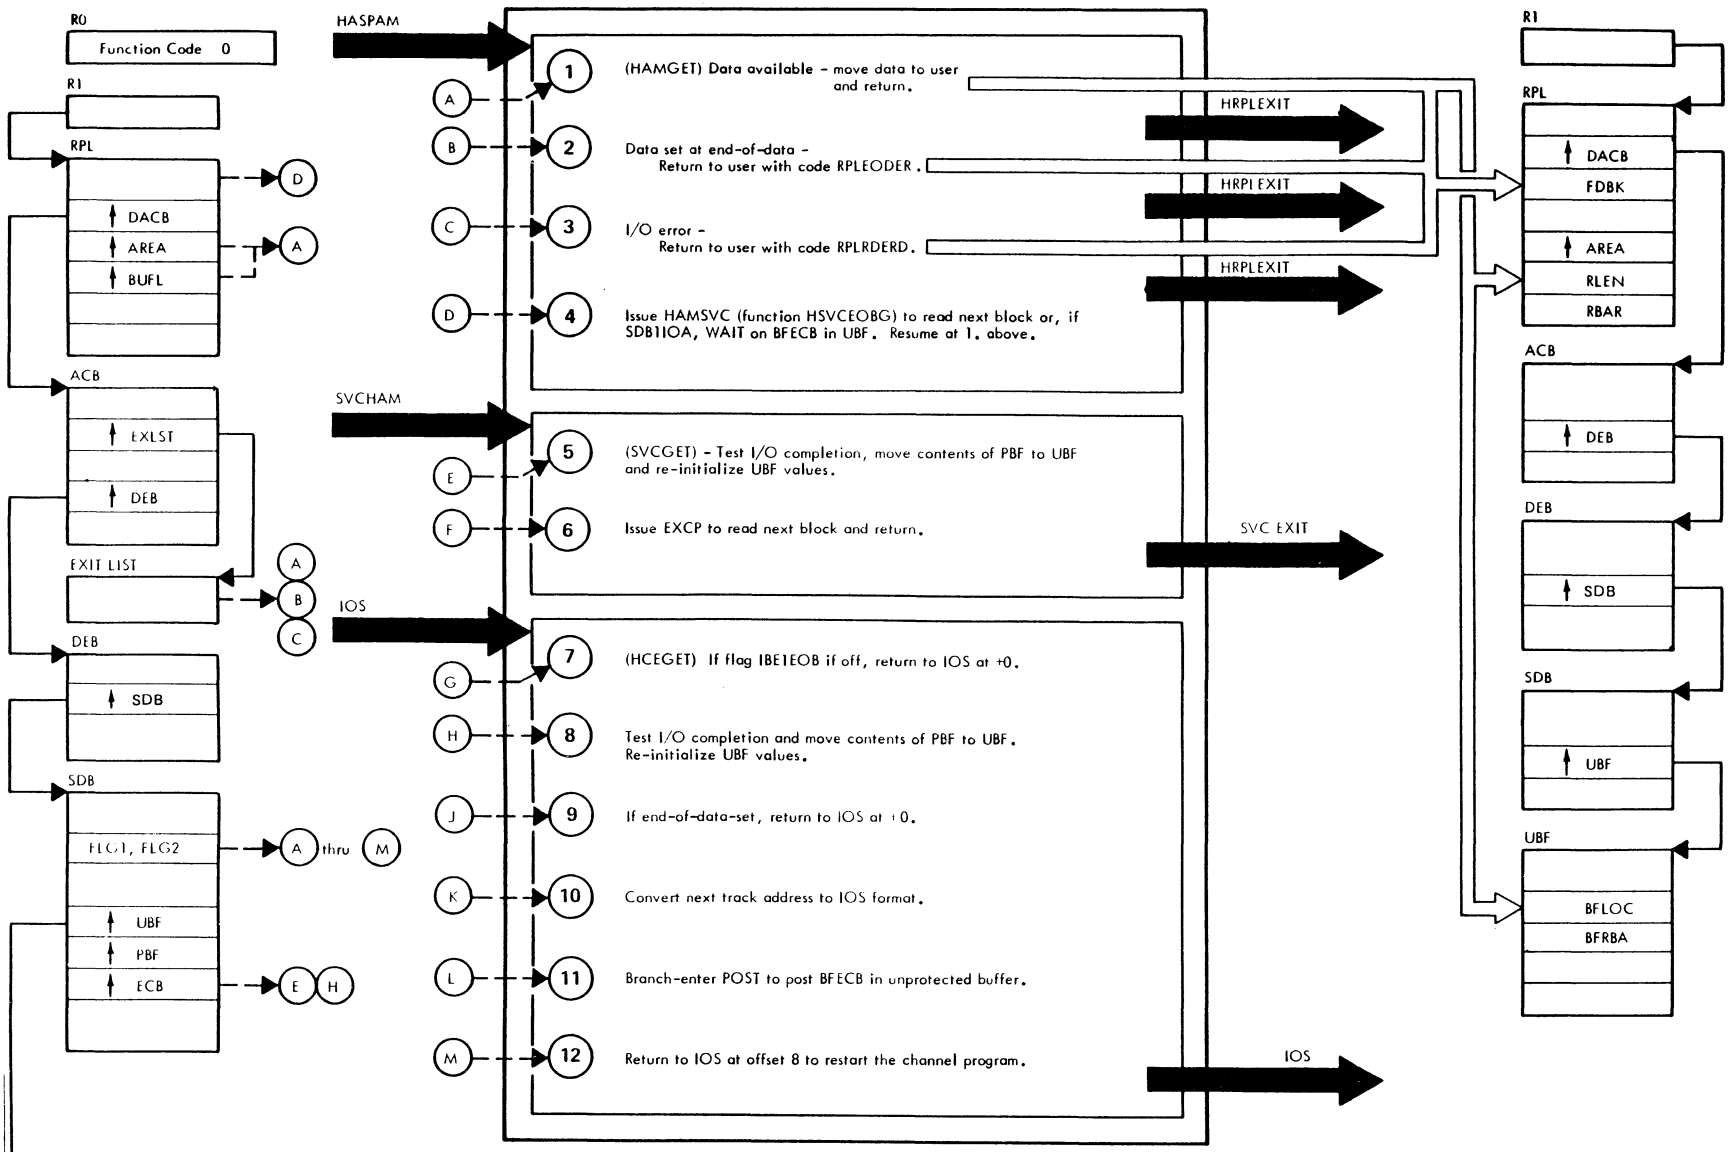 R0
Function Code 0
R1
RPL
D
DACB
AREA
A
BUFL
ACB
EXLST
DEB
EXIT LIST
A
B
C
DEB
SDB
SDB
FLG1, FLG2
A thru M
UBF
PBF
ECB
E H
HASPAM
A
1
(HAMGET) Data available - move data to user
and return.
HRPLEXIT
B
2
Data set at end-of-data -
Return to user with code RPLEODER.
HRPLEXIT
C
3
I/O error -
Return to user with code RPLRDERD.
HRPLEXIT
D
4
Issue HAMSVC (function HSVCEOBG) to read next block or, if
SDB1IOA, WAIT on BFECB in UBF. Resume at 1. above.
SVCHAM
E
5
(SVCGET) - Test I/O completion, move contents of PBF to UBF
and re-initialize UBF values.
F
6
Issue EXCP to read next block and return.
SVC EXIT
IOS
G
7
(HCEGET) If flag IBE1EOB if off, return to IOS at +0.
H
8
Test I/O completion and move contents of PBF to UBF.
Re-initialize UBF values.
J
9
If end-of-data-set, return to IOS at +0.
K
10
Convert next track address to IOS format.
L
11
Branch-enter POST to post BFECB in unprotected buffer.
M
12
Return to IOS at offset 8 to restart the channel program.
IOS
R1
RPL
DACB
FDBK
AREA
RLEN
RBAR
ACB
DEB
DEB
SDB
SDB
UBF
UBF
BFLOC
BFRBA